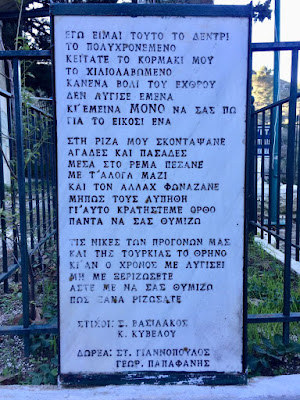 ΕΓΩ ΕΙΜΑΙ ΤΟΥΤΟ ΤΟ ΔΕΝΤΡΙ
ΤΟ ΠΟΛΥΧΡΟΝΕΜΕΝΟ
ΚΕΙΤΑΤΕ ΤΟ ΚΟΡΜΑΚΙ ΜΟΥ
ΤΟ ΧΙΛΙΟΛΑΒΩΜΕΝΟ
ΚΑΝΕΝΑ ΒΟΛΙ ΤΟΥ ΕΧΘΡΟΥ
ΔΕΝ ΛΥΓΙΣΕ ΕΜΕΝΑ
ΚΙ'ΕΜΕΙΝΑ ΜΟΝΟ ΝΑ ΣΑΣ ΠΩ
ΓΙΑ ΤΟ ΕΙΚΟΣΙ ΕΝΑ
ΣΤΗ ΡΙΖΑ ΜΟΥ ΣΚΟΝΤΑΨΑΝΕ
ΑΓΑΔΕΣ ΚΑΙ ΠΑΣΑΔΕΣ
ΜΕΣΑ ΣΤΟ ΡΕΜΑ ΠΕΣΑΝΕ
ΜΕ Τ'ΑΛΟΓΑ ΜΑΖΙ
ΚΑΙ ΤΟΝ ΑΛΛΑΧ ΦΩΝΑΖΑΝΕ
ΜΗΠΩΣ ΤΟΥΣ ΛΥΠΗΘΗ
ΓΙ'ΑΥΤΟ ΚΡΑΤΗΣΤΕΜΕ ΟΡΘΟ
ΠΑΝΤΑ ΝΑ ΣΑΣ ΘΥΜΙΖΩ
ΤΙΣ ΝΙΚΕΣ ΤΩΝ ΠΡΟΓΟΝΩΝ ΜΑΣ
ΚΑΙ ΤΗΣ ΤΟΥΡΚΙΑΣ ΤΟ ΘΡΗΝΟ
ΚΙ'ΑΝ Ο ΧΡΟΝΟΣ ΜΕ ΛΥΓΙΣΕΙ
ΜΗ ΜΕ ΞΕΡΙΖΩΣΕΤΕ
ΑΣΤΕ ΜΕ ΝΑ ΣΑΣ ΘΥΜΙΖΩ
ΠΩΣ ΞΑΝΑ ΡΙΖΩΣΑΤΕ
ΣΤΙΧΟΙ: Σ. ΒΑΣΙΛΑΚΟΣ
Κ. ΚΥΒΕΛΟΥ
ΔΩΡΕΑ: ΣΥ. ΓΙΑΝΝΟΠΟΥΛΟΣ
ΓΕΩΡ. ΠΑΠΑΦΑΝΗΣ